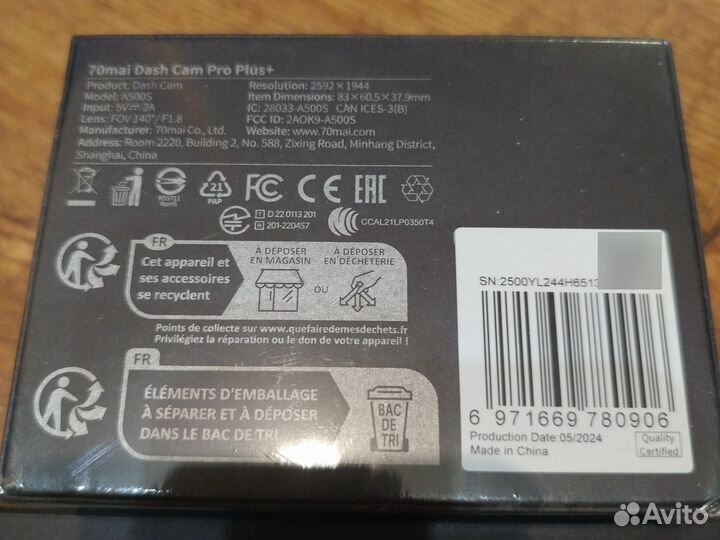 70mai Dash Cam Pro Plus+
Product: Dash Cam
Model: A500S
Input: 5V⎓2A
Lens: FOV 140°/ F1.8
Manufacturer: 70mai Co., Ltd.
Resolution: 2592×1944
Item Dimensions: 83×60.5×37.9mm
IC: 28033-A500S CAN ICES-3(B)
FCC ID: 2AOK9-A500S
Website: www.70mai.com
Address: Room 2220, Building 2, No. 588, Zixing Road, Minhang District,
Shanghai, China
R55711
RoHS
21
PAP
FC CE EAC
T D 22 0113 201
R 201-220457
CCAL21LP0350T4
FR
Cet appareil et
ses accessoires
se recyclent
À DÉPOSER
EN MAGASIN
OU
À DÉPOSER
EN DÉCHÈTERIE
Points de collecte sur www.quefairedemesdechets.fr
Privilégiez la réparation ou le don de votre appareil!
FR
ÉLÉMENTS D'EMBALLAGE
À SÉPARER ET À DÉPOSER
DANS LE BAC DE TRI
BAC
DE
TRI
SN:2500YL244H6513
6 971669 780906
Production Date: 05/2024
Made in China
Quality
Certified
Avito